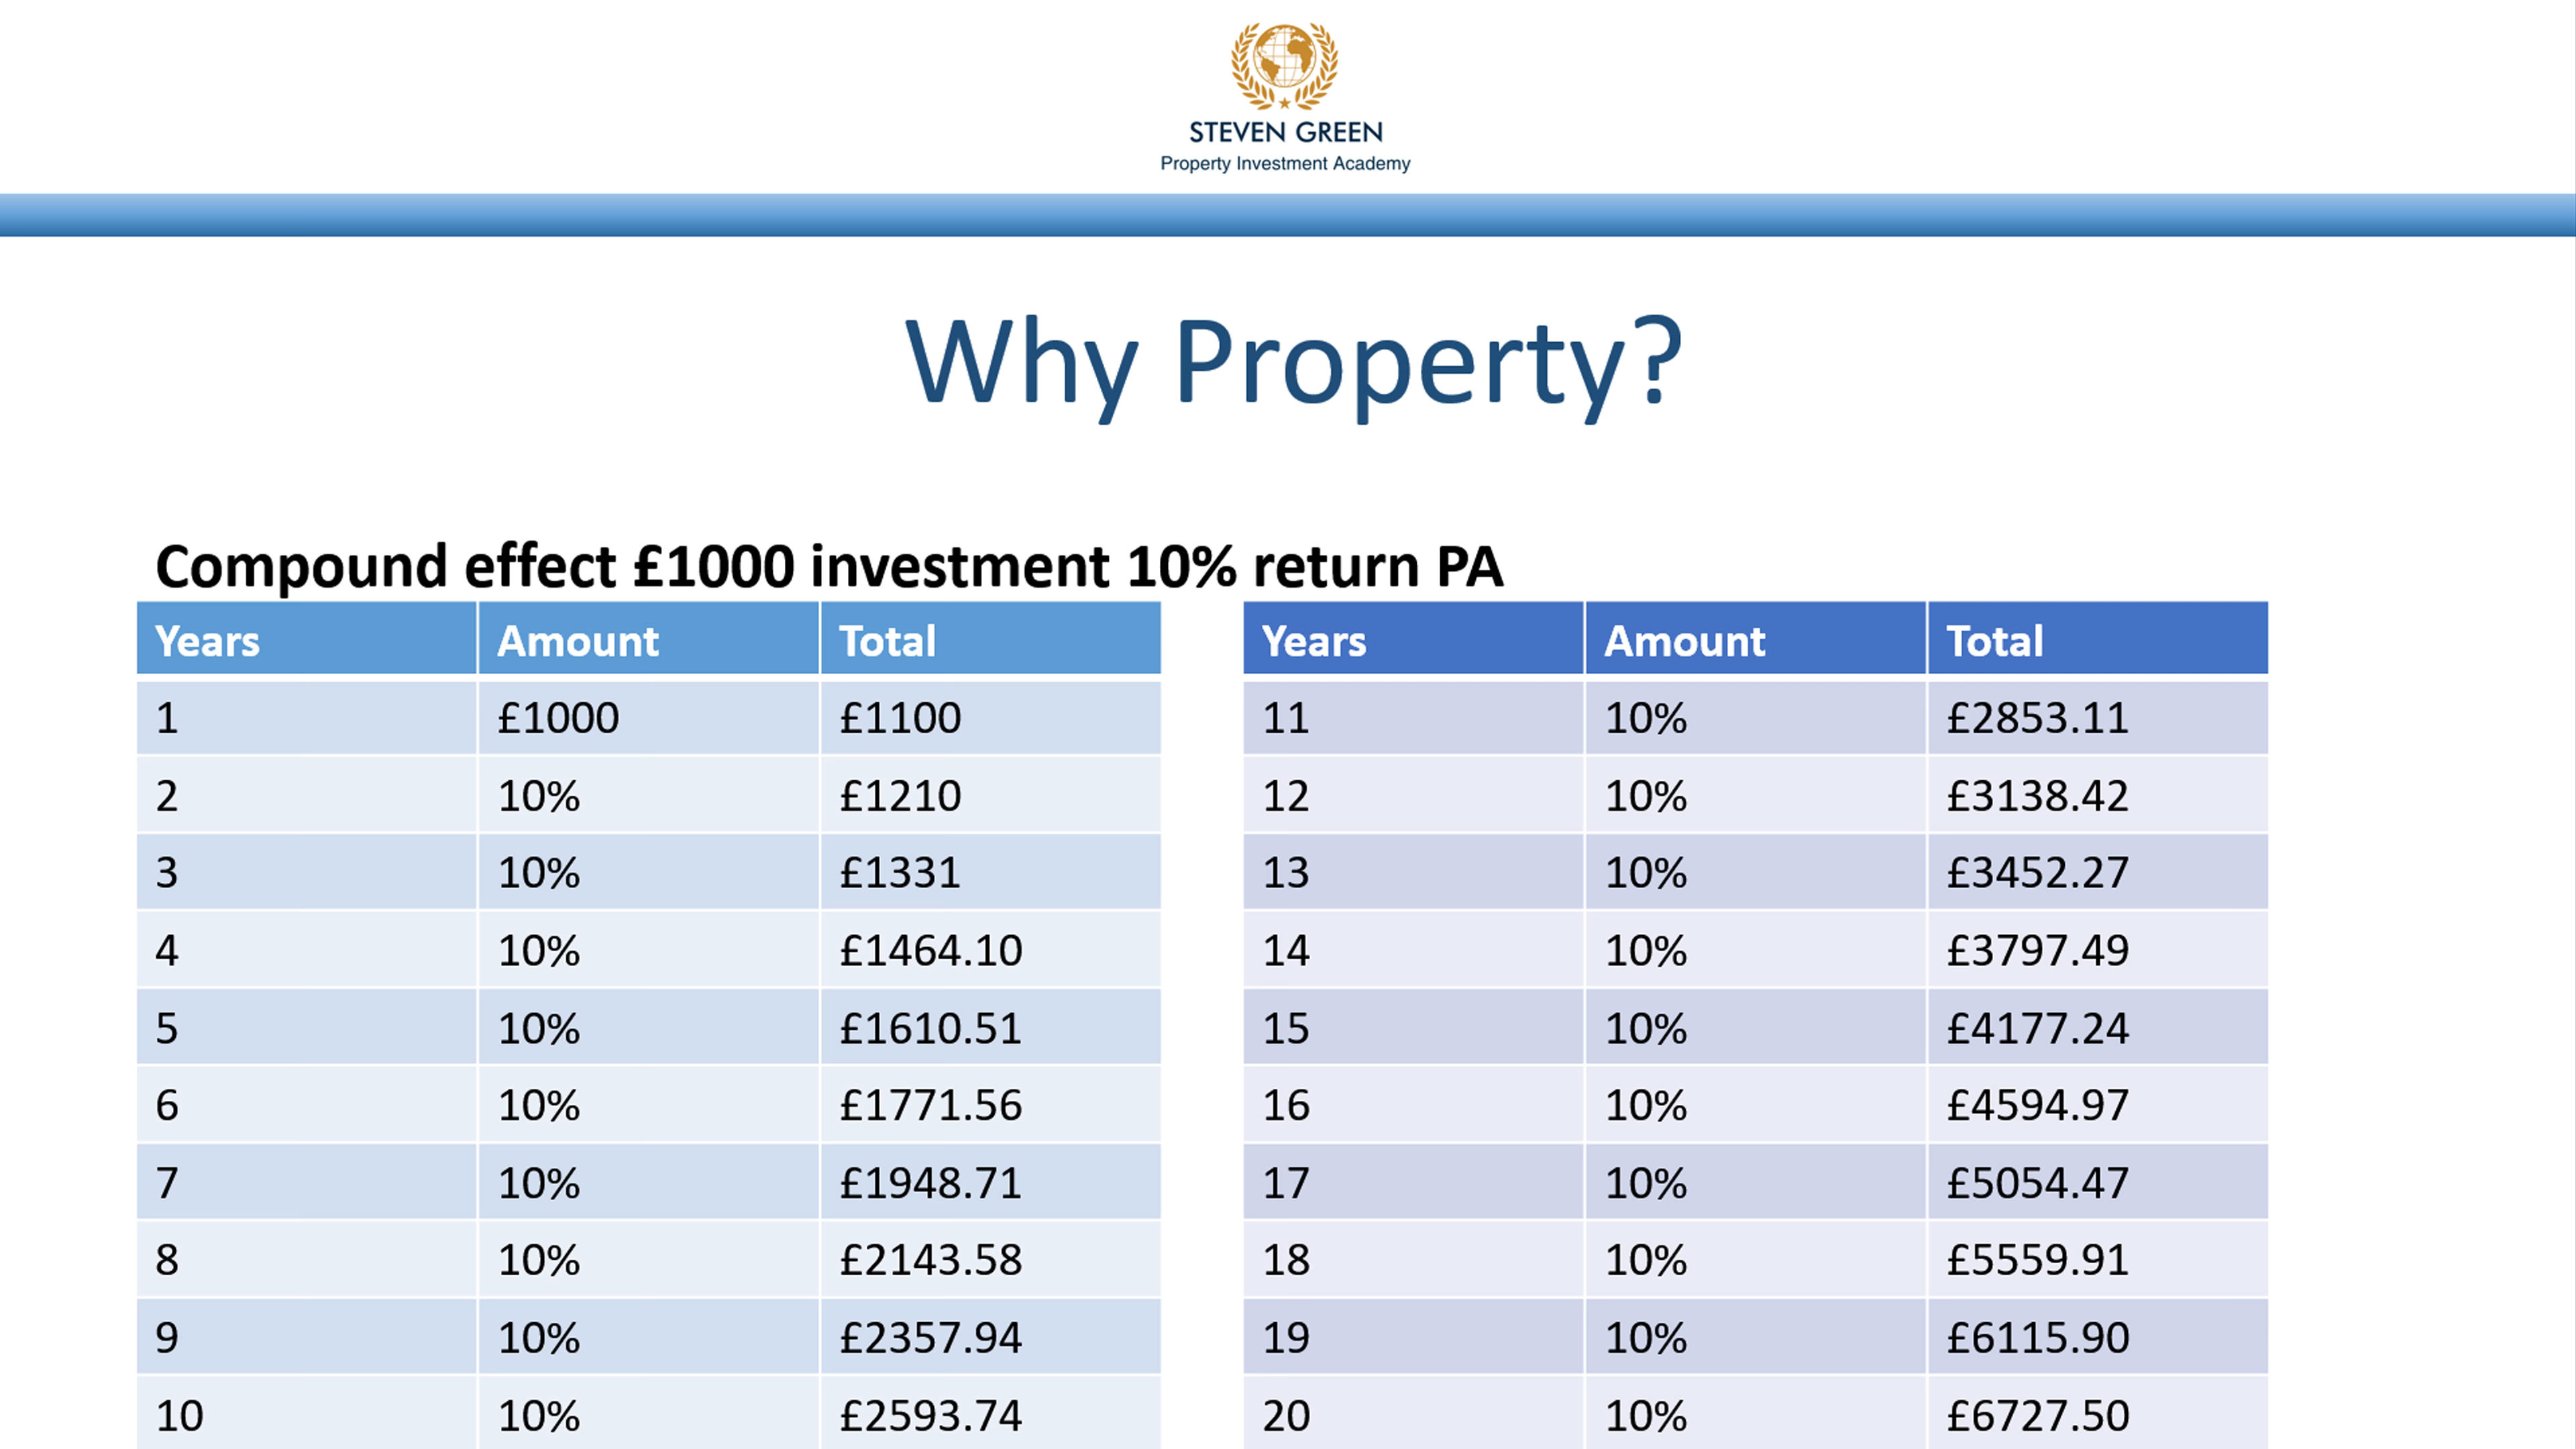 STEVEN GREEN
Property Investment Academy
Why Property?
Compound effect £1000 investment 10% return PA
Years Amount Total
1 £1000 £1100
2 10% £1210
3 10% £1331
4 10% £1464.10
5 10% £1610.51
6 10% £1771.56
7 10% £1948.71
8 10% £2143.58
9 10% £2357.94
10 10% £2593.74
Years Amount Total
11 10% £2853.11
12 10% £3138.42
13 10% £3452.27
14 10% £3797.49
15 10% £4177.24
16 10% £4594.97
17 10% £5054.47
18 10% £5559.91
19 10% £6115.90
20 10% £6727.50